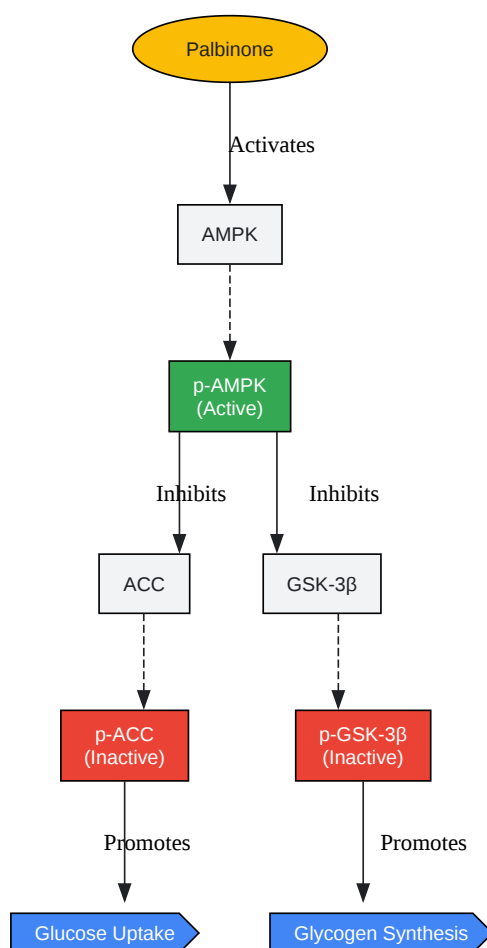 Palbinone
Activates
AMPK
p-AMPK
(Active)
Inhibits
Inhibits
ACC
GSK-3β
p-ACC
(Inactive)
p-GSK-3β
(Inactive)
Promotes
Promotes
Glucose Uptake
Glycogen Synthesis